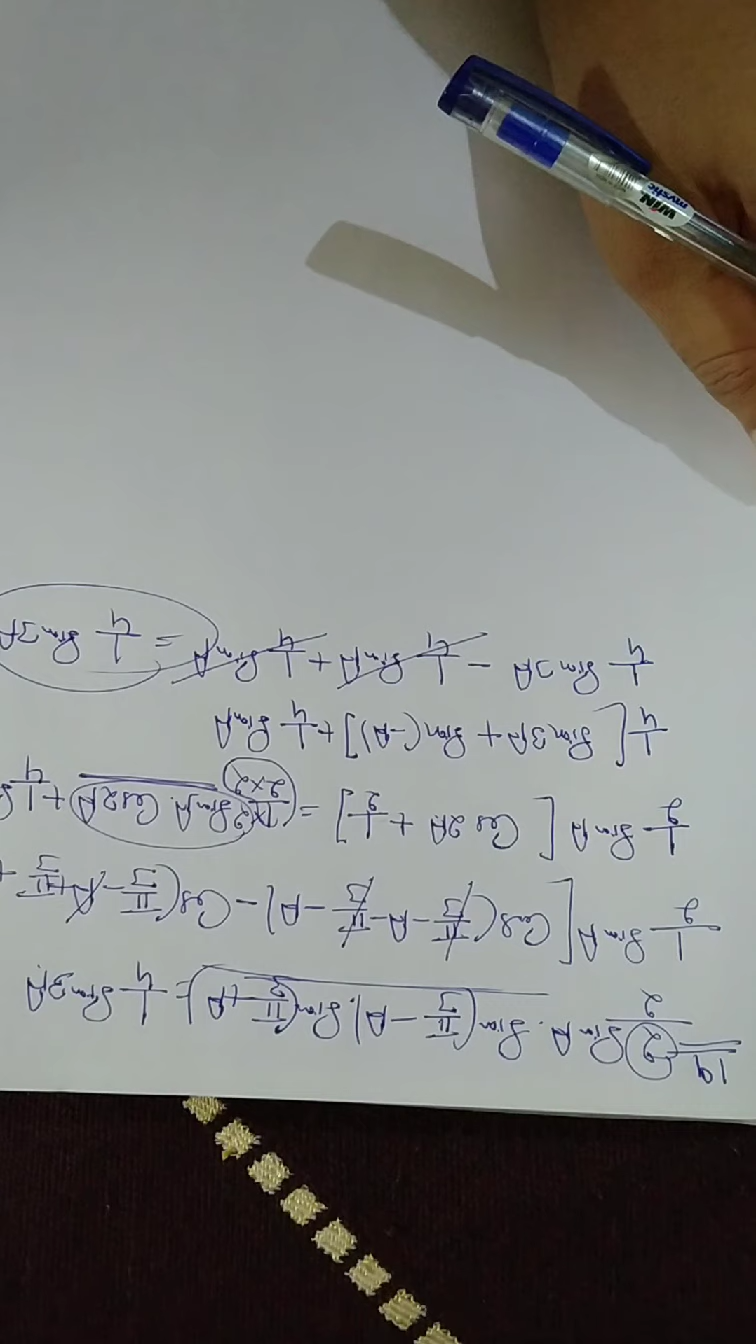 19 2/2 Sin A. Sin(π/3 - A). Sin(π/3 + A) = 1/4 Sin 3A
1/2 Sin A [Cos(π/3 - A - π/3 - A) - Cos(π/3 - A + π/3 +
1/2 Sin A [Cos 2A + 1/2] = 1×2/2×2 Sin A. Cos 2A + 1/4
1/4 [Sin 3A + Sin(-A)] + 1/4 Sin A
1/4 Sin 3A - 1/4 Sin A + 1/4 Sin A = 1/4 Sin 3A
WIN
mystic